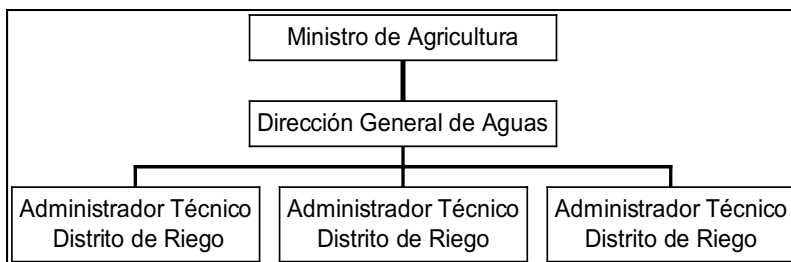 Ministro de Agricultura
Dirección General de Aguas
Administrador Técnico
Distrito de Riego
Administrador Técnico
Distrito de Riego
Administrador Técnico
Distrito de Riego